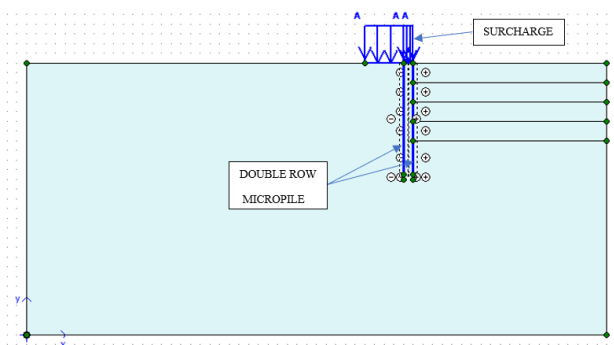 A A A
SURCHARGE
DOUBLE ROW
MICROPILE
y
x